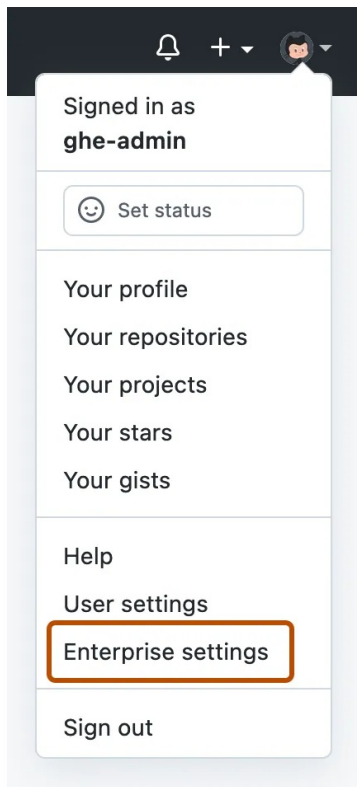 Signed in as
ghe-admin
Set status
Your profile
Your repositories
Your projects
Your stars
Your gists
Help
User settings
Enterprise settings
Sign out